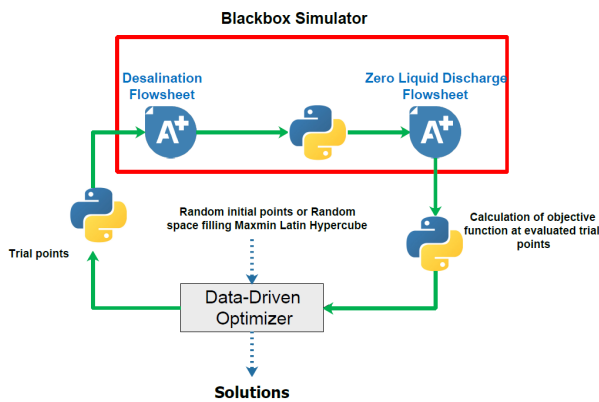 Blackbox Simulator
Desalination
Flowsheet
Zero Liquid Discharge
Flowsheet
A+
A+
Random initial points or Random
space filling Maxmin Latin Hypercube
Calculation of objective
function at evaluated trial
points
Trial points
Data-Driven
Optimizer
Solutions